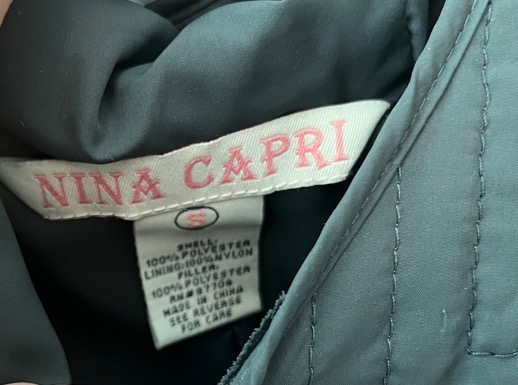 NINA CAPRI
S
SHELL:
100% POLYESTER
LINING:100% NYLON
FILLER:
100% POLYESTER
RN# 87706
MADE IN CHINA
SEE REVERSE
FOR CARE